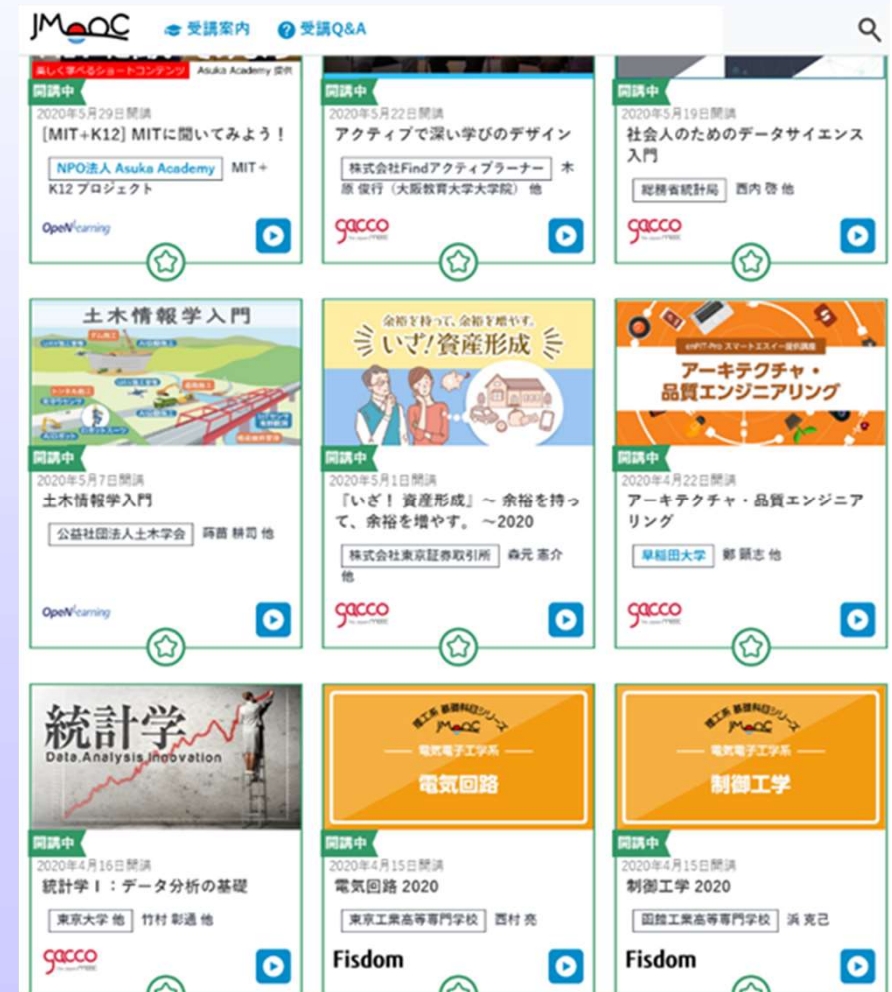 JMOOC
受講案内
受講Q&A
楽しく学べるショートコンテンツ
Asuka Academy 提供
開講中
2020年5月29日開講
[MIT+K12] MITに聞いてみよう！
NPO法人 Asuka Academy MIT+
K12 プロジェクト
OpeN Learning
開講中
2020年5月22日開講
アクティブで深い学びのデザイン
株式会社Findアクティブラーナー 木
原 俊行（大阪教育大学大学院） 他
gacco
開講中
2020年5月19日開講
社会人のためのデータサイエンス
入門
総務省統計局 西内 啓 他
gacco
土木情報学入門
開講中
2020年5月7日開講
土木情報学入門
公益社団法人土木学会 蒔苗 耕司 他
OpeN Learning
余裕を持って、余裕を増やす。
いざ!資産形成
開講中
2020年5月1日開講
『いざ！ 資産形成』～ 余裕を持っ
て、余裕を増やす。 ～2020
株式会社東京証券取引所 森元 憲介
他
gacco
enPiT-Pro スマートエスイー提供講座
アーキテクチャ・
品質エンジニアリング
開講中
2020年4月22日開講
アーキテクチャ・品質エンジニア
リング
早稲田大学 鄭 顕志 他
gacco
統計学
Data,Analysis,Innovation
開講中
2020年4月16日開講
統計学Ⅰ：データ分析の基礎
東京大学 他 竹村 彰通 他
gacco
理工系 基礎科目シリーズ
JMOOC
電気電子工学系
電気回路
開講中
2020年4月15日開講
電気回路 2020
東京工業高等専門学校 西村 亮
Fisdom
理工系 基礎科目シリーズ
JMOOC
電気電子工学系
制御工学
開講中
2020年4月15日開講
制御工学 2020
函館工業高等専門学校 浜 克己
Fisdom